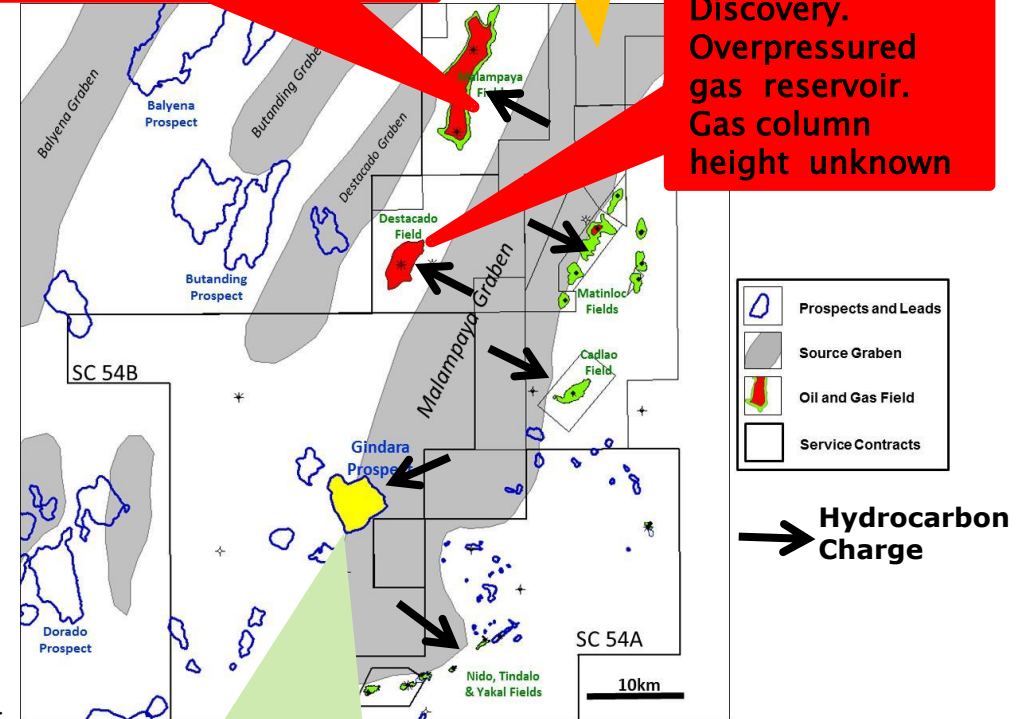 Discovery.
Overpressured
gas reservoir.
Gas column
height unknown
Balyena Graben
Butanding Graben
Destacado Graben
Malampaya Graben
Malampaya
Field
Balyena
Prospect
Destacado
Field
Butanding
Prospect
Matinloc
Fields
SC 54B
Cadlao
Field
Gindara
Prospect
Dorado
Prospect
SC 54A
Nido, Tindalo
& Yakal Fields
10km
Prospects and Leads
Source Graben
Oil and Gas Field
Service Contracts
Hydrocarbon
Charge